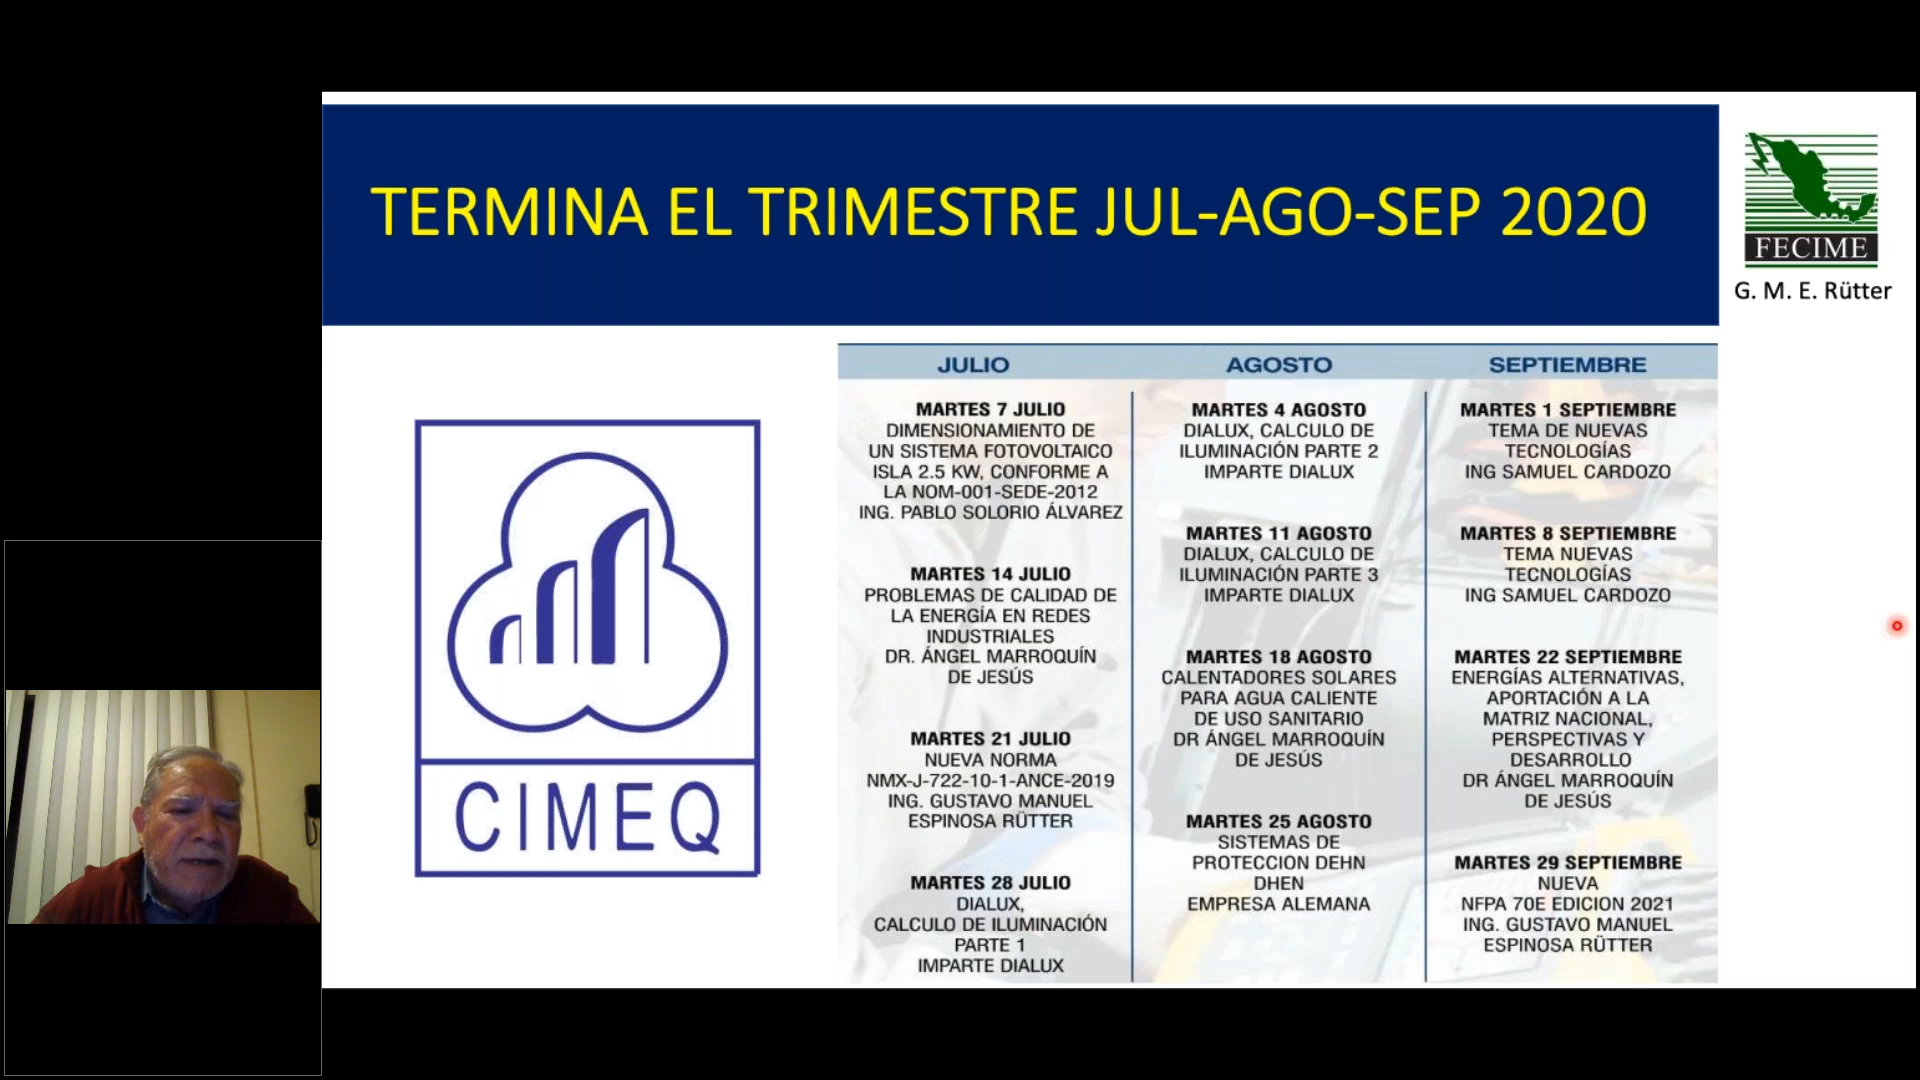 TERMINA EL TRIMESTRE JUL-AGO-SEP 2020
FECIME
G. M. E. Rütter
CIMEQ
JULIO
MARTES 7 JULIO
DIMENSIONAMIENTO DE
UN SISTEMA FOTOVOLTAICO
ISLA 2.5 KW, CONFORME A
LA NOM-001-SEDE-2012
ING. PABLO SOLORIO ÁLVAREZ
MARTES 14 JULIO
PROBLEMAS DE CALIDAD DE
LA ENERGÍA EN REDES
INDUSTRIALES
DR. ÁNGEL MARROQUÍN
DE JESÚS
MARTES 21 JULIO
NUEVA NORMA
NMX-J-722-10-1-ANCE-2019
ING. GUSTAVO MANUEL
ESPINOSA RÜTTER
MARTES 28 JULIO
DIALUX,
CALCULO DE ILUMINACIÓN
PARTE 1
IMPARTE DIALUX
AGOSTO
MARTES 4 AGOSTO
DIALUX, CALCULO DE
ILUMINACIÓN PARTE 2
IMPARTE DIALUX
MARTES 11 AGOSTO
DIALUX, CALCULO DE
ILUMINACIÓN PARTE 3
IMPARTE DIALUX
MARTES 18 AGOSTO
CALENTADORES SOLARES
PARA AGUA CALIENTE
DE USO SANITARIO
DR ÁNGEL MARROQUÍN
DE JESÚS
MARTES 25 AGOSTO
SISTEMAS DE
PROTECCION DEHN
DHEN
EMPRESA ALEMANA
SEPTIEMBRE
MARTES 1 SEPTIEMBRE
TEMA DE NUEVAS
TECNOLOGÍAS
ING SAMUEL CARDOZO
MARTES 8 SEPTIEMBRE
TEMA NUEVAS
TECNOLOGÍAS
ING SAMUEL CARDOZO
MARTES 22 SEPTIEMBRE
ENERGÍAS ALTERNATIVAS,
APORTACIÓN A LA
MATRIZ NACIONAL,
PERSPECTIVAS Y
DESARROLLO
DR ÁNGEL MARROQUÍN
DE JESÚS
MARTES 29 SEPTIEMBRE
NUEVA
NFPA 70E EDICION 2021
ING. GUSTAVO MANUEL
ESPINOSA RÜTTER